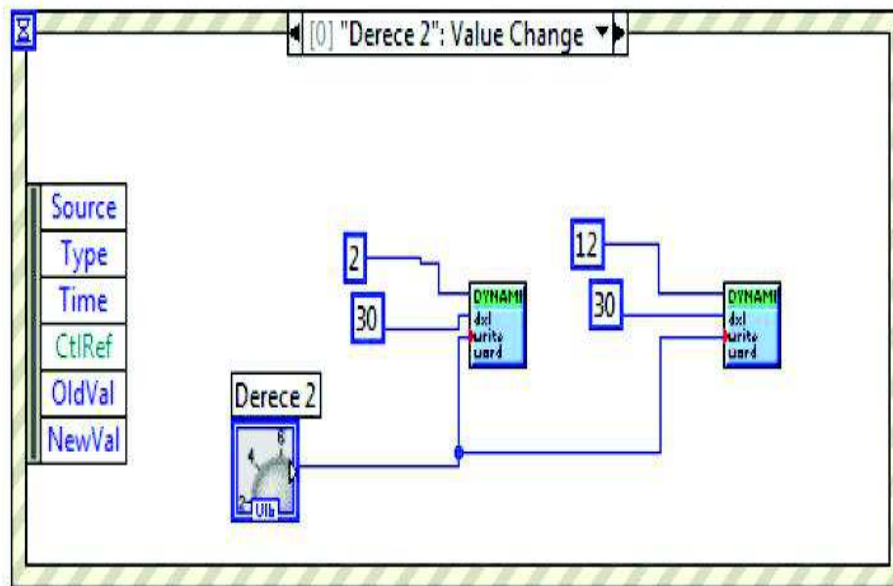 [0] "Derece 2": Value Change
Source
Type
Time
CtlRef
OldVal
NewVal
2
30
DYNAMI
dxl
write
word
12
30
DYNAMI
dxl
write
word
Derece 2
2
4
6
U16